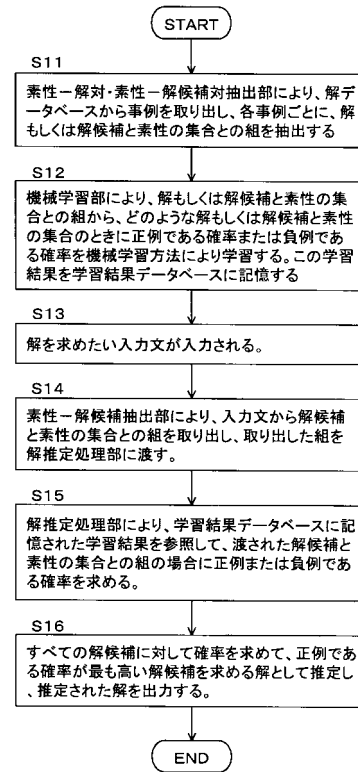 START
S11
素性－解対・素性－解候補対抽出部により、解デ
ータベースから事例を取り出し、各事例ごとに、解
もしくは解候補と素性の集合との組を抽出する
S12
機械学習部により、解もしくは解候補と素性の集
合との組から、どのような解もしくは解候補と素性
の集合のときに正例である確率または負例であ
る確率を機械学習方法により学習する。この学習
結果を学習結果データベースに記憶する
S13
解を求めたい入力文が入力される。
S14
素性－解候補抽出部により、入力文から解候補
と素性の集合との組を取り出し、取り出した組を
解推定処理部に渡す。
S15
解推定処理部により、学習結果データベースに記
憶された学習結果を参照して、渡された解候補と
素性の集合との組の場合に正例または負例であ
る確率を求める。
S16
すべての解候補に対して確率を求めて、正例であ
る確率が最も高い解候補を求める解として推定し
、推定された解を出力する。
END